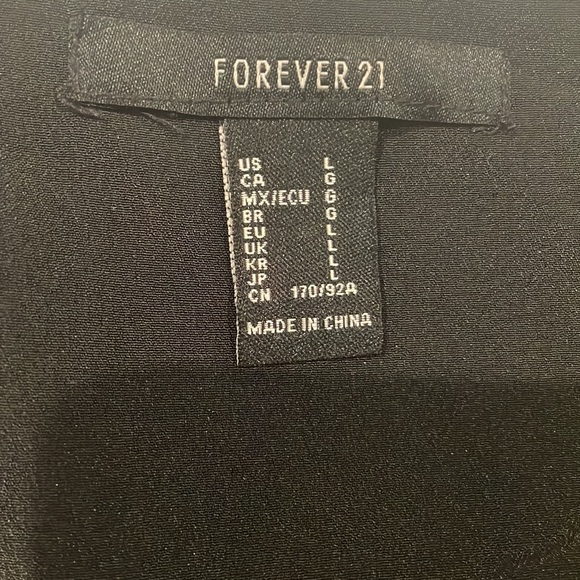 FOREVER 21
US L
CA G
MX/ECU G
BR G
EU L
UK L
KR L
JP L
CN 170/92A
MADE IN CHINA